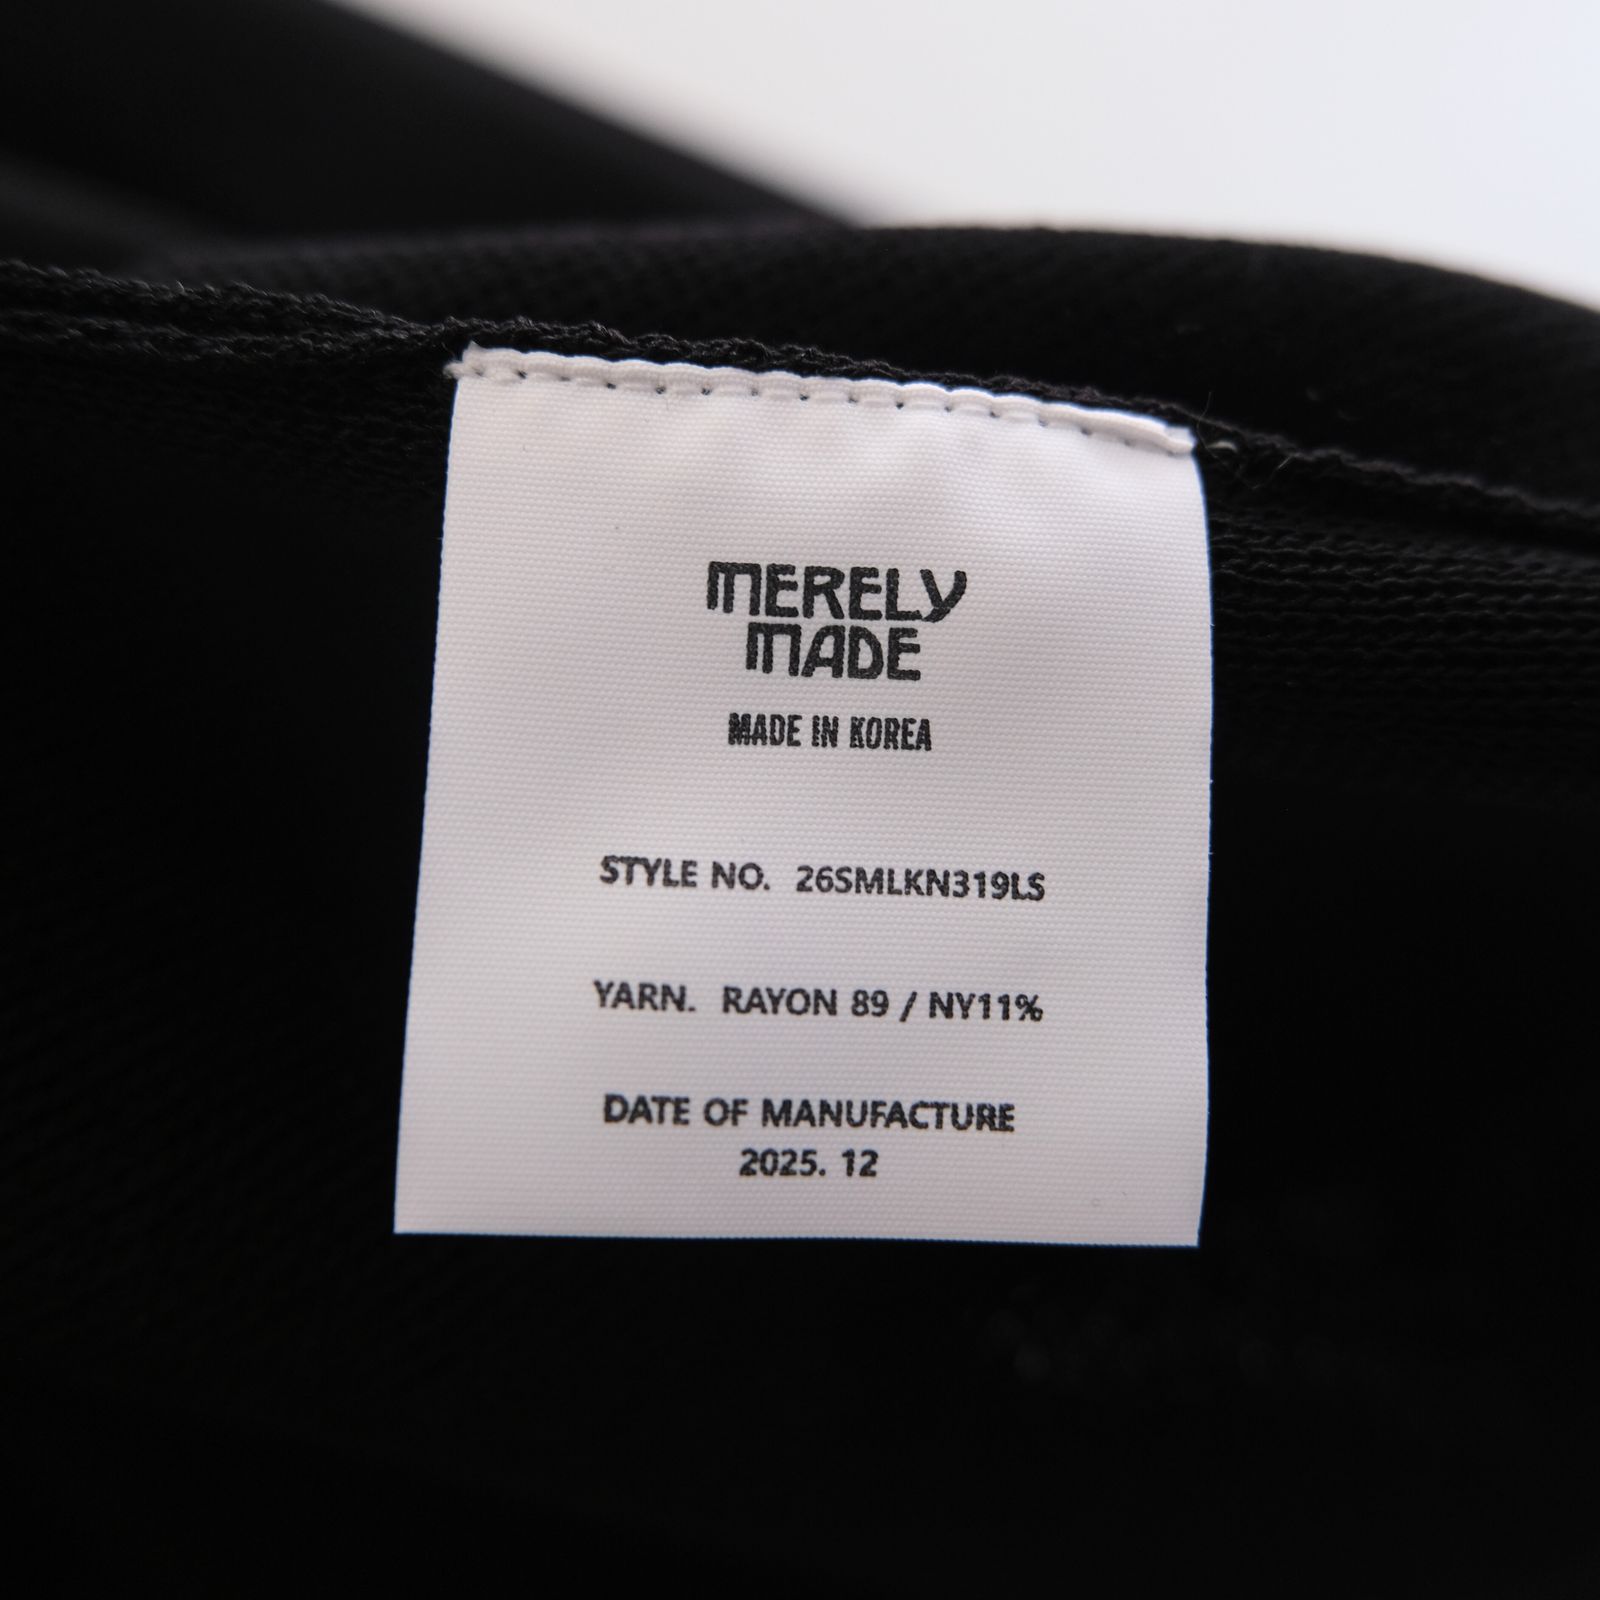 MERELY
MADE
MADE IN KOREA
STYLE NO. 26SMLKN319LS
YARN. RAYON 89 / NY11%
DATE OF MANUFACTURE
2025. 12